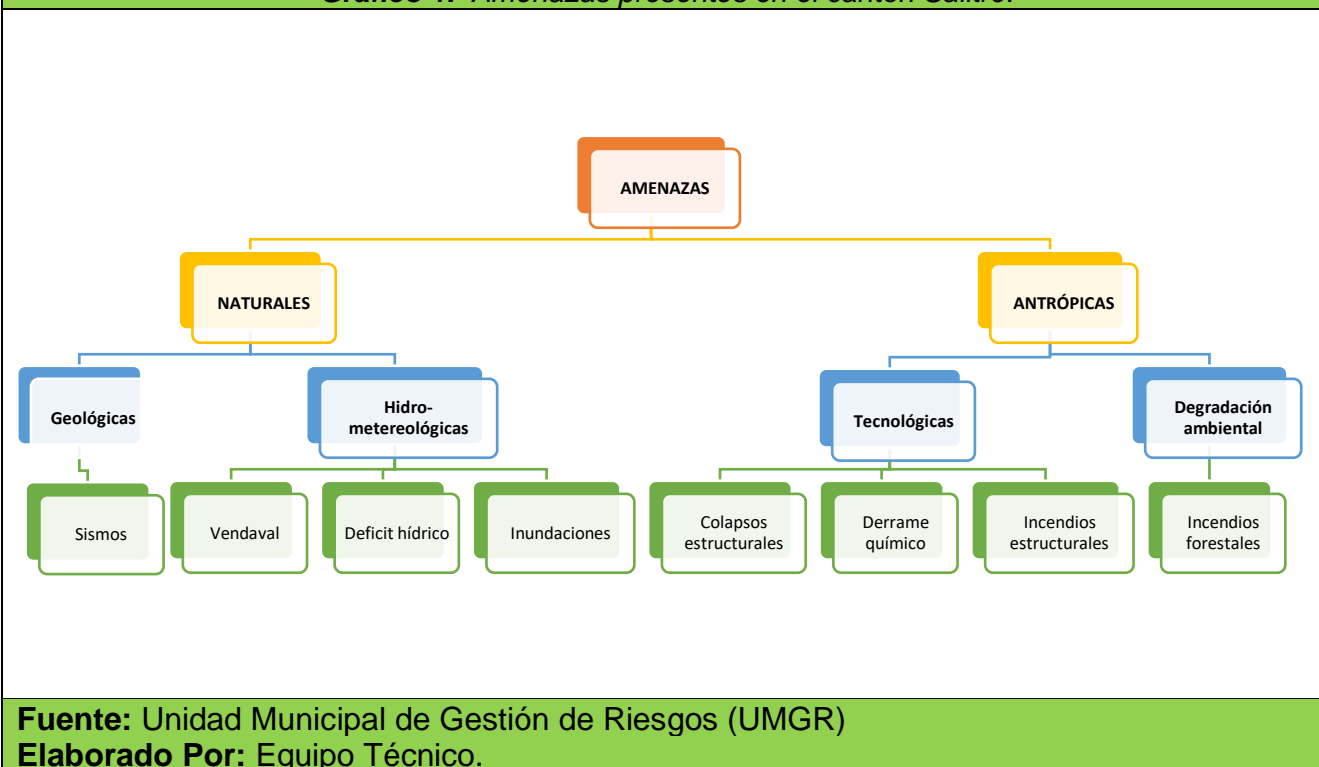 AMENAZAS
NATURALES
ANTRÓPICAS
Geológicas
Hidro-
metereológicas
Tecnológicas
Degradación
ambiental
Sismos
Vendaval
Deficit hídrico
Inundaciones
Colapsos
estructurales
Derrame
químico
Incendios
estructurales
Incendios
forestales
Fuente: Unidad Municipal de Gestión de Riesgos (UMGR)
Elaborado Por: Equipo Técnico.